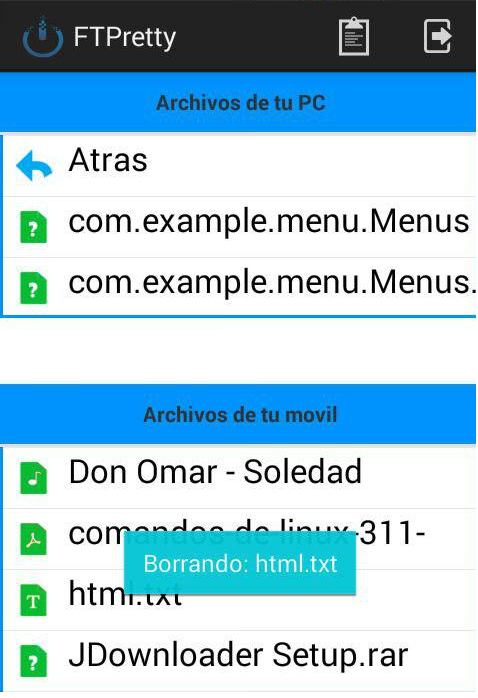 FTPretty
Archivos de tu PC
Atras
com.example.menu.Menus
com.example.menu.Menus.
Archivos de tu movil
Don Omar - Soledad
comandos-de-linux-311-
Borrando: html.txt
html.txt
JDownloader Setup.rar